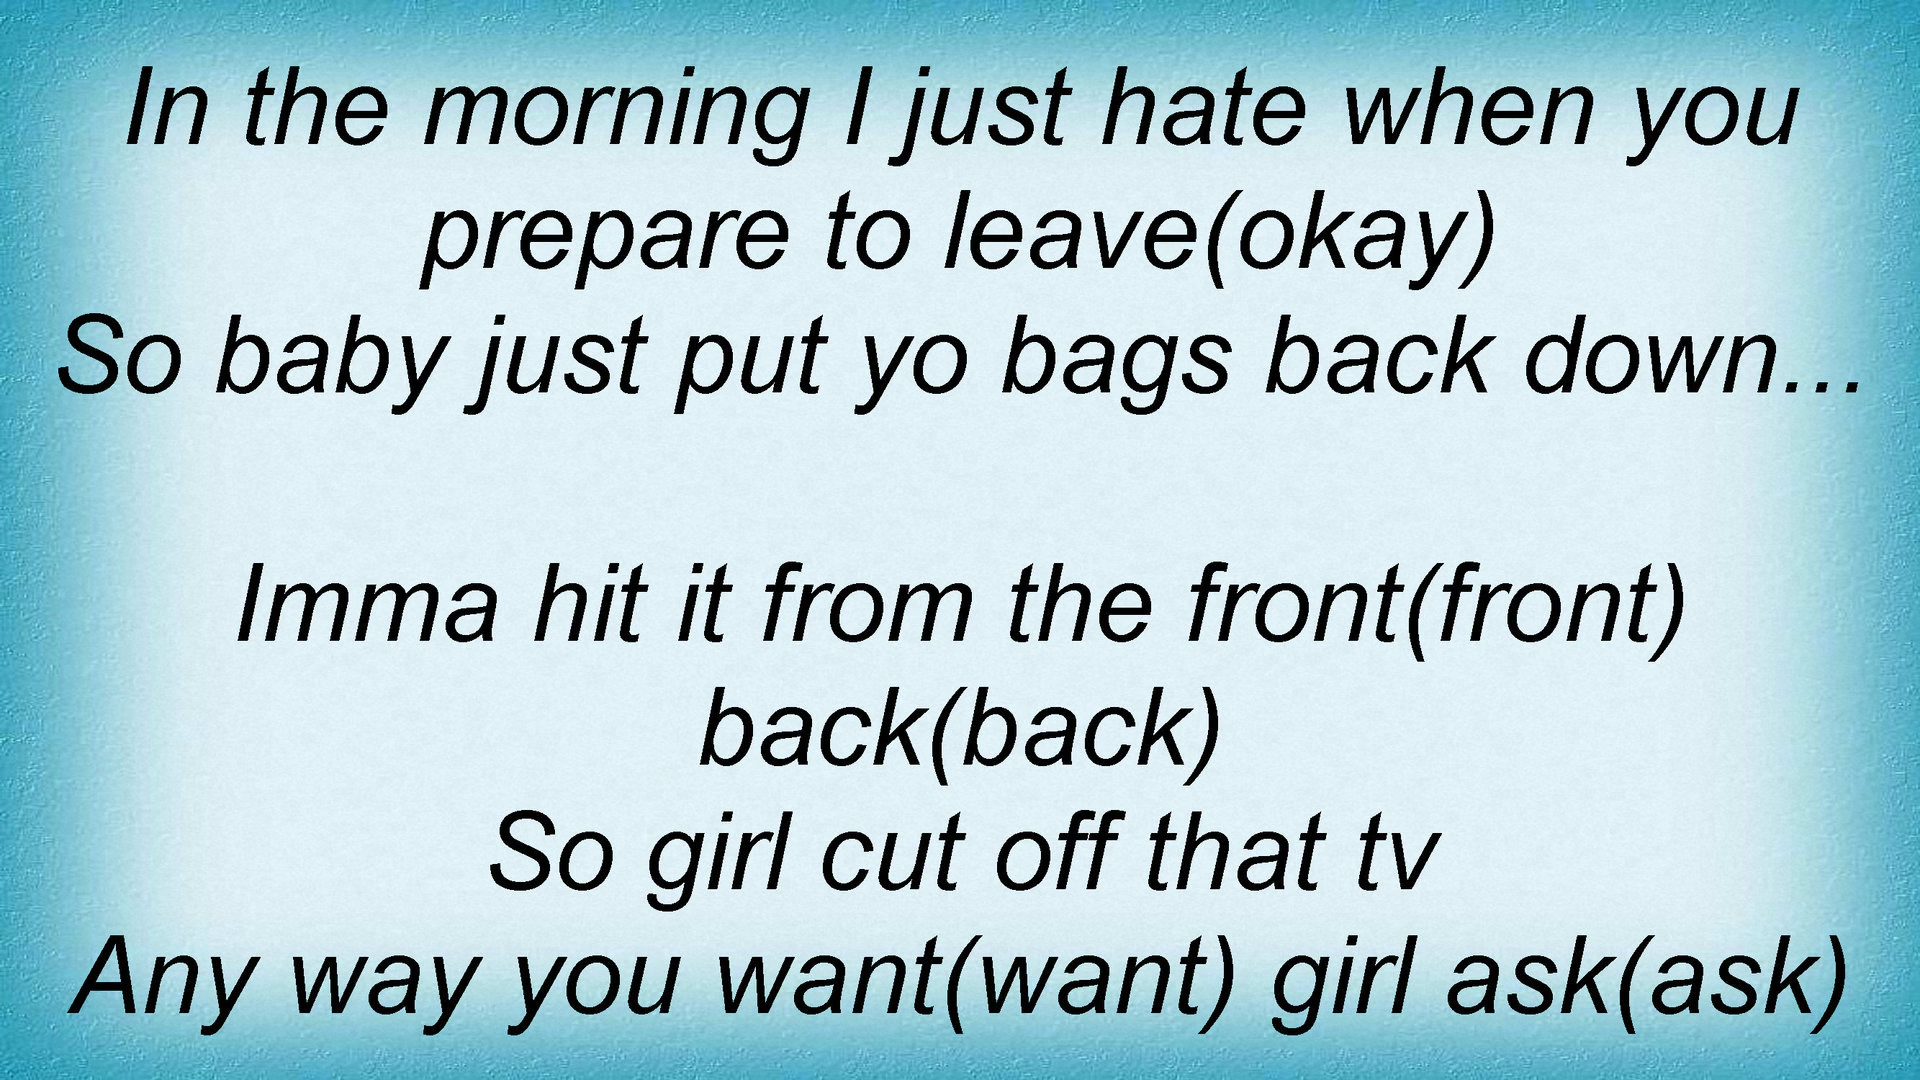 In the morning I just hate when you
prepare to leave(okay)
So baby just put yo bags back down...
Imma hit it from the front(front)
back(back)
So girl cut off that tv
Any way you want(want) girl ask(ask)